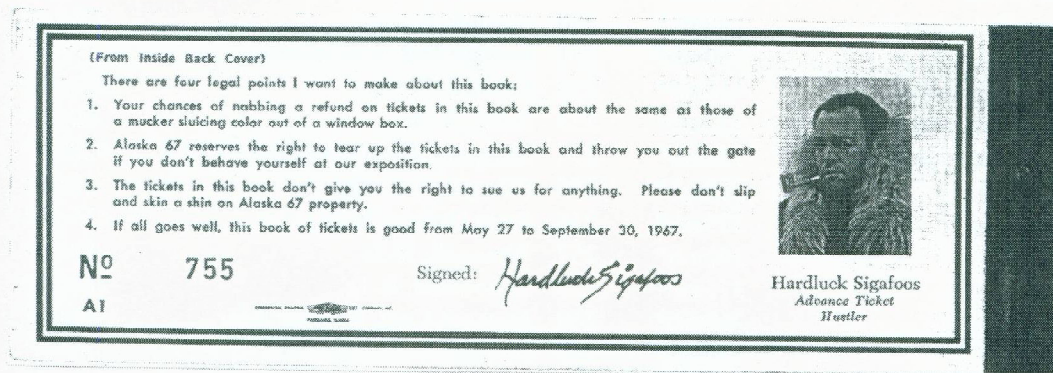 (From Inside Back Cover)
There are four legal points I want to make about this book:
1. Your chances of nabbing a refund on tickets in this book are about the same as those of
a mucker sluicing color out of a window box.
2. Alaska 67 reserves the right to tear up the tickets in this book and throw you out the gate
if you don't behave yourself at our exposition.
3. The tickets in this book don't give you the right to sue us for anything. Please don't slip
and skin a shin on Alaska 67 property.
4. If all goes well, this book of tickets is good from May 27 to September 30, 1967.
Nº 755
A1
Signed: Hardluck Sigafoos
Hardluck Sigafoos
Advance Ticket
Hustler